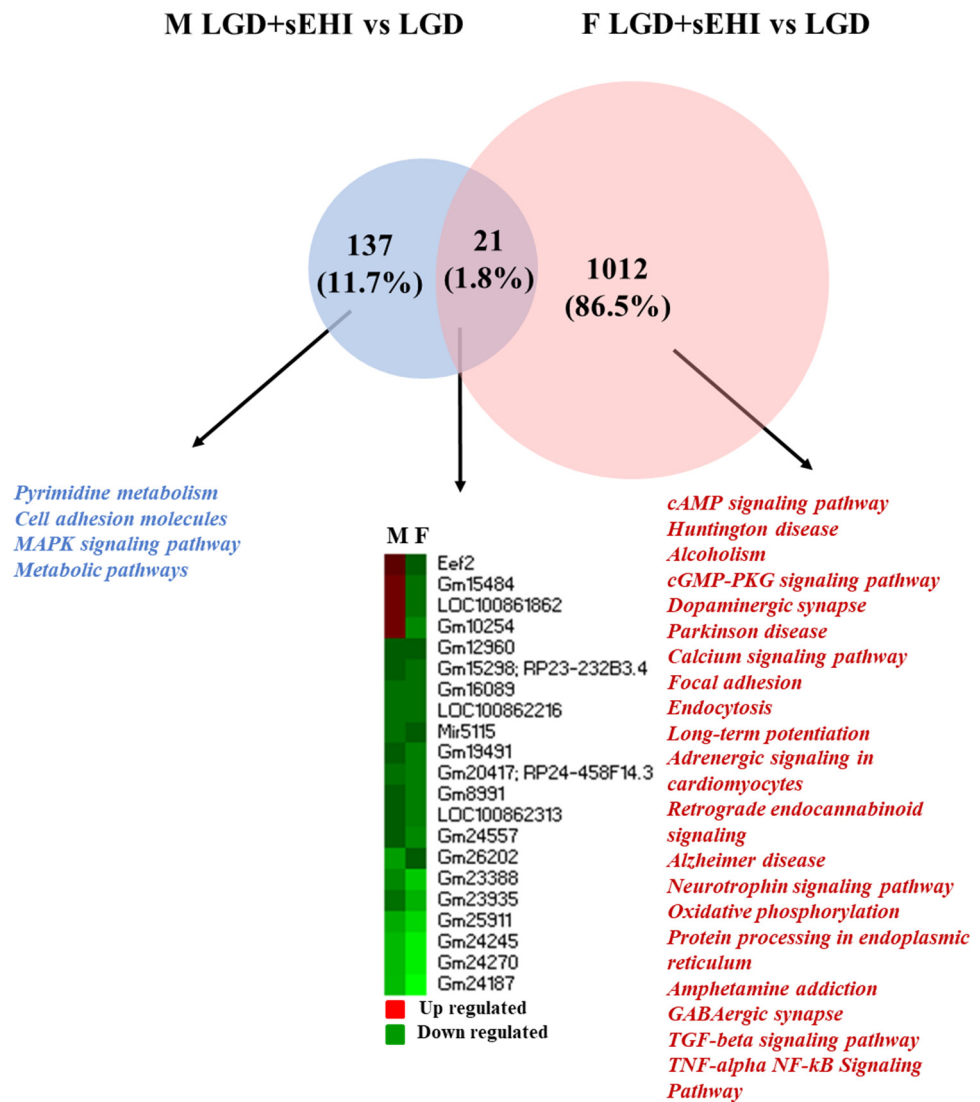 M LGD+sEHI vs LGD
F LGD+sEHI vs LGD
137
(11.7%)
21
(1.8%)
1012
(86.5%)
Pyrimidine metabolism
Cell adhesion molecules
MAPK signaling pathway
Metabolic pathways
M F
Eef2
Gm15484
LOC100861862
Gm10254
Gm12960
Gm15298; RP23-232B3.4
Gm16089
LOC100862216
Mir5115
Gm19491
Gm20417; RP24-458F14.3
Gm8991
LOC100862313
Gm24557
Gm26202
Gm23388
Gm23935
Gm25911
Gm24245
Gm24270
Gm24187
Up regulated
Down regulated
cAMP signaling pathway
Huntington disease
Alcoholism
cGMP-PKG signaling pathway
Dopaminergic synapse
Parkinson disease
Calcium signaling pathway
Focal adhesion
Endocytosis
Long-term potentiation
Adrenergic signaling in
cardiomyocytes
Retrograde endocannabinoid
signaling
Alzheimer disease
Neurotrophin signaling pathway
Oxidative phosphorylation
Protein processing in endoplasmic
reticulum
Amphetamine addiction
GABAergic synapse
TGF-beta signaling pathway
TNF-alpha NF-kB Signaling
Pathway